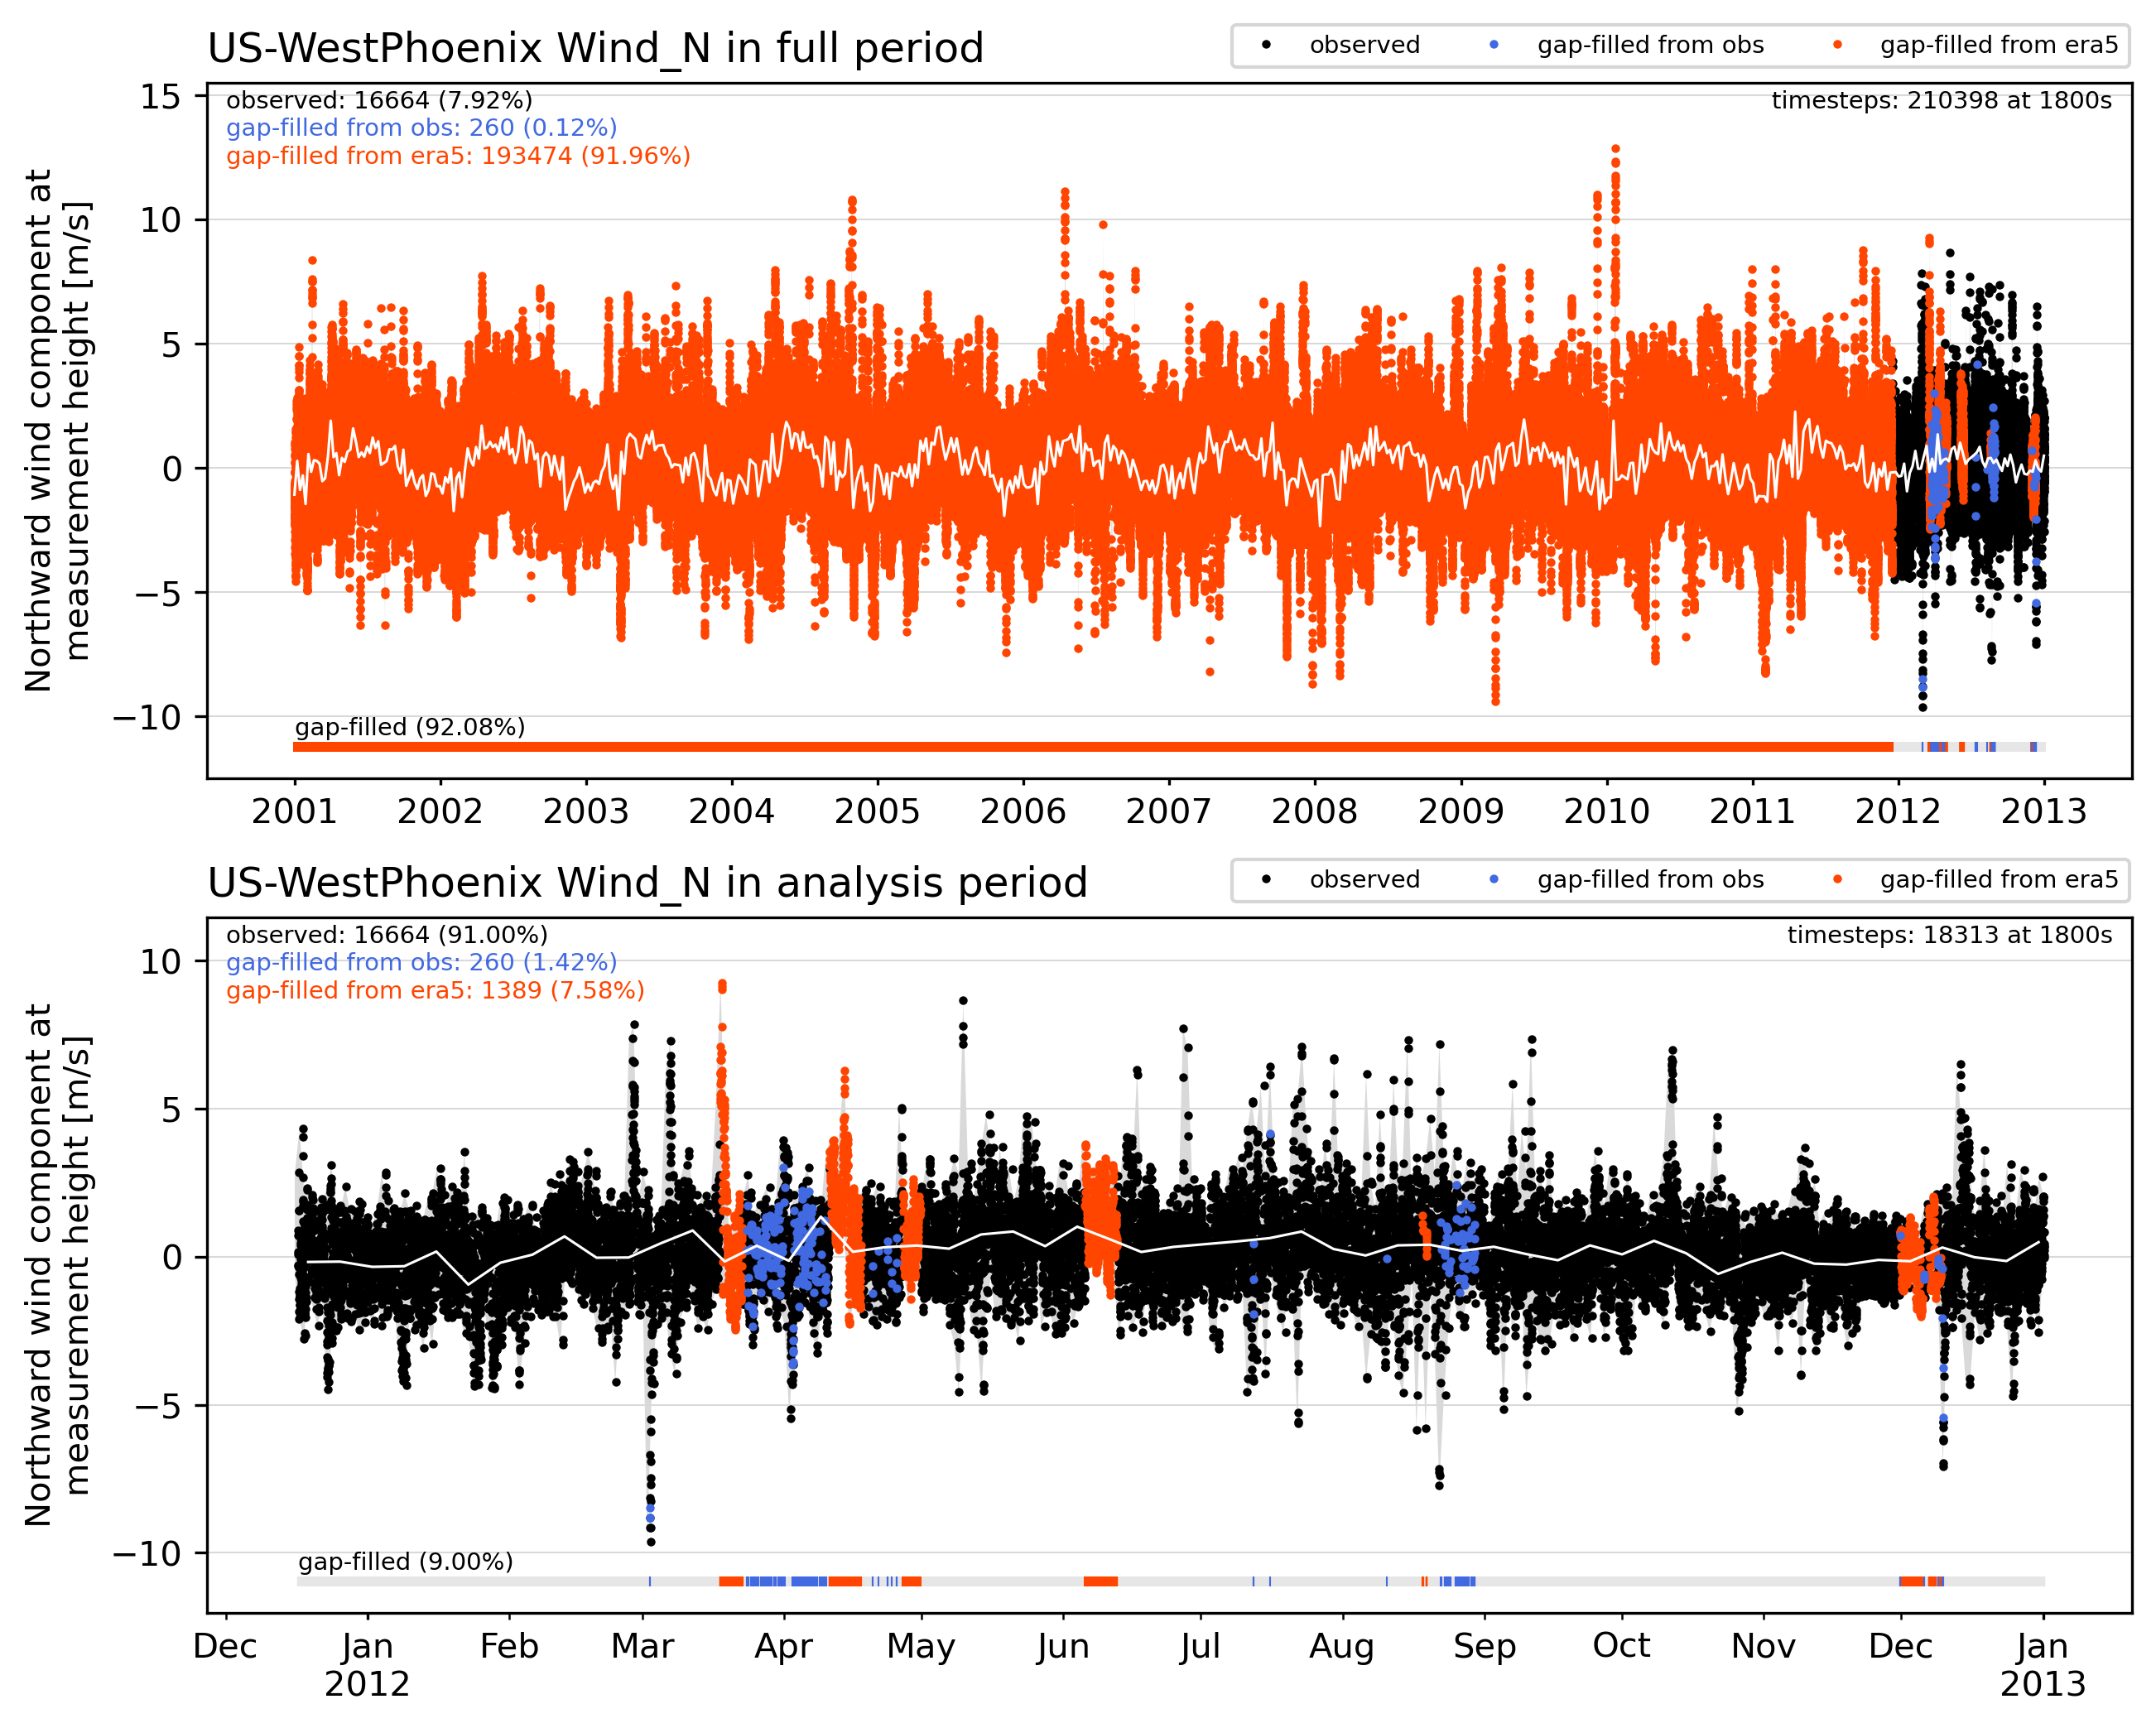 US-WestPhoenix Wind_N in full period
observed
gap-filled from obs
gap-filled from era5
observed: 16664 (7.92%)
gap-filled from obs: 260 (0.12%)
gap-filled from era5: 193474 (91.96%)
timesteps: 210398 at 1800s
Northward wind component at
measurement height [m/s]
15
10
5
0
−5
−10
gap-filled (92.08%)
2001 2002 2003 2004 2005 2006 2007 2008 2009 2010 2011 2012 2013
US-WestPhoenix Wind_N in analysis period
observed
gap-filled from obs
gap-filled from era5
observed: 16664 (91.00%)
gap-filled from obs: 260 (1.42%)
gap-filled from era5: 1389 (7.58%)
timesteps: 18313 at 1800s
Northward wind component at
measurement height [m/s]
10
5
0
−5
−10
gap-filled (9.00%)
Dec Jan Feb Mar Apr May Jun Jul Aug Sep Oct Nov Dec Jan
2012 2013